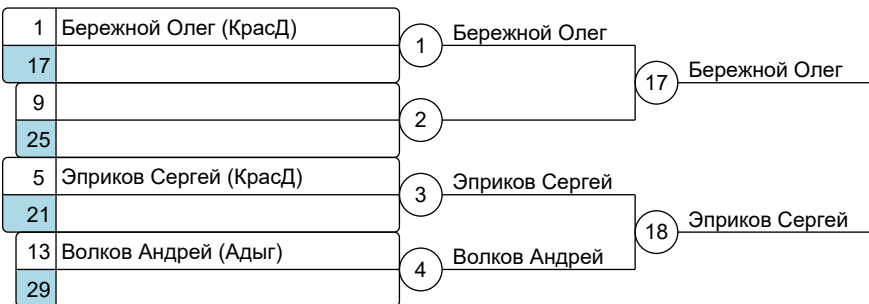 1 Бережной Олег (КрасД)
17
9
25
5 Эприков Сергей (КрасД)
21
13 Волков Андрей (Адыг)
29
1 Бережной Олег
2
3 Эприков Сергей
4 Волков Андрей
17 Бережной Олег
18 Эприков Сергей